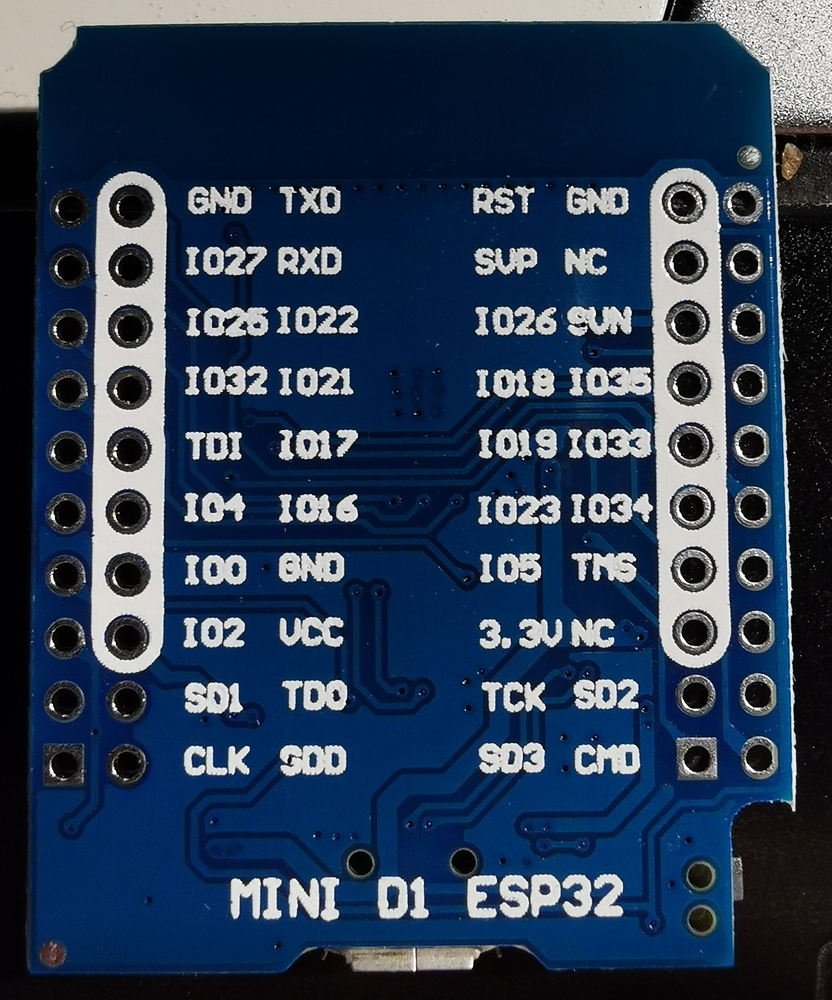 GND TXD RST GND
IO27 RXD SVP NC
IO25 IO22 IO26 SVN
IO32 IO21 IO18 IO35
TDI IO17 IO19 IO33
IO4 IO16 IO23 IO34
IO0 GND IO5 TMS
IO2 VCC 3.3V NC
SD1 TDO TCK SD2
CLK SDD SD3 CMD
MINI D1 ESP32